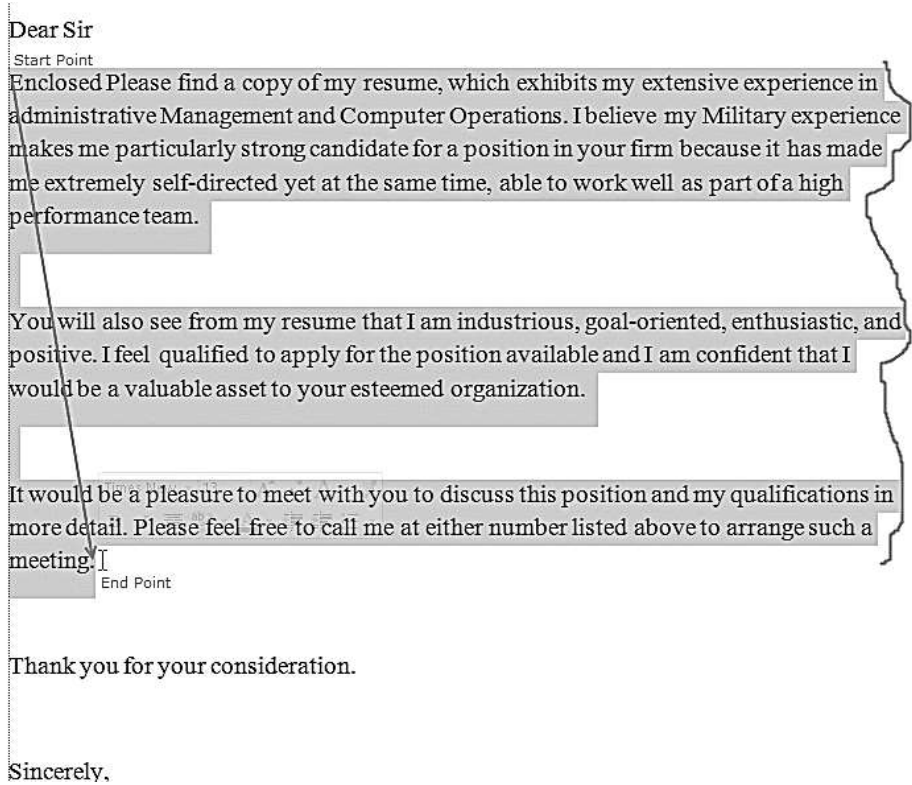 Dear Sir
Start Point
Enclosed Please find a copy of my resume, which exhibits my extensive experience in
administrative Management and Computer Operations. I believe my Military experience
makes me particularly strong candidate for a position in your firm because it has made
me extremely self-directed yet at the same time, able to work well as part of a high
performance team.
You will also see from my resume that I am industrious, goal-oriented, enthusiastic, and
positive. I feel qualified to apply for the position available and I am confident that I
would be a valuable asset to your esteemed organization.
Times New 13
It would be a pleasure to meet with you to discuss this position and my qualifications in
more detail. Please feel free to call me at either number listed above to arrange such a
meeting.
End Point
Thank you for your consideration.
Sincerely,